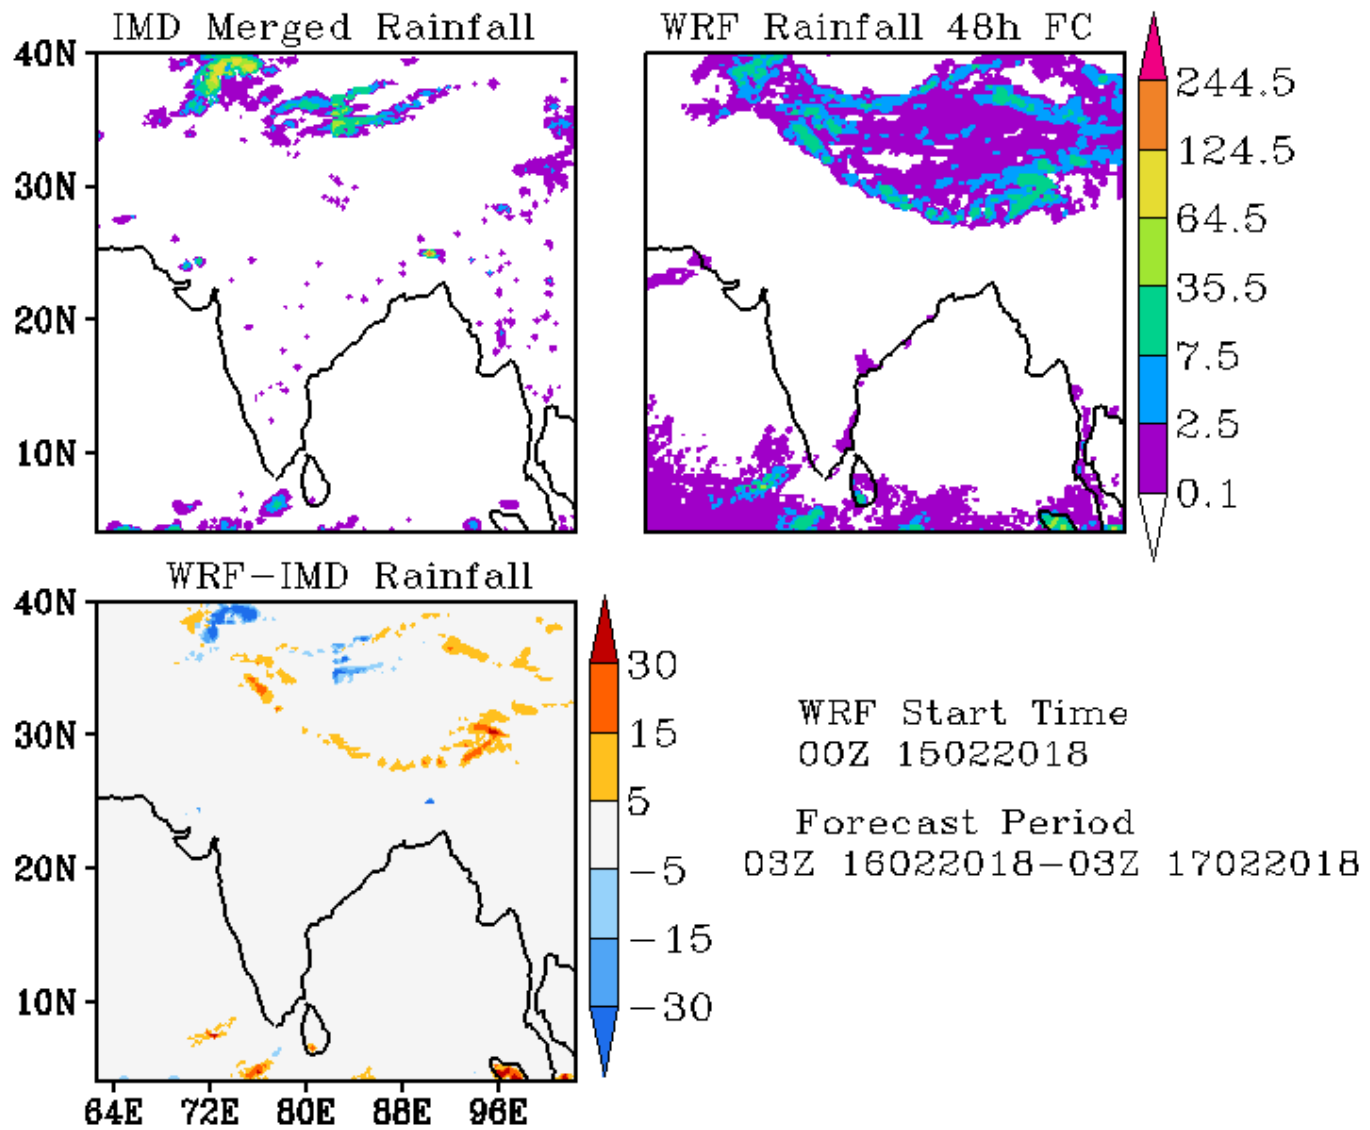 IMD Merged Rainfall
WRF Rainfall 48h FC
40N
30N
20N
10N
244.5
124.5
64.5
35.5
7.5
2.5
0.1
WRF-IMD Rainfall
40N
30N
20N
10N
64E 72E 80E 88E 96E
30
15
5
-5
-15
-30
WRF Start Time
00Z 15022018
Forecast Period
03Z 16022018-03Z 17022018